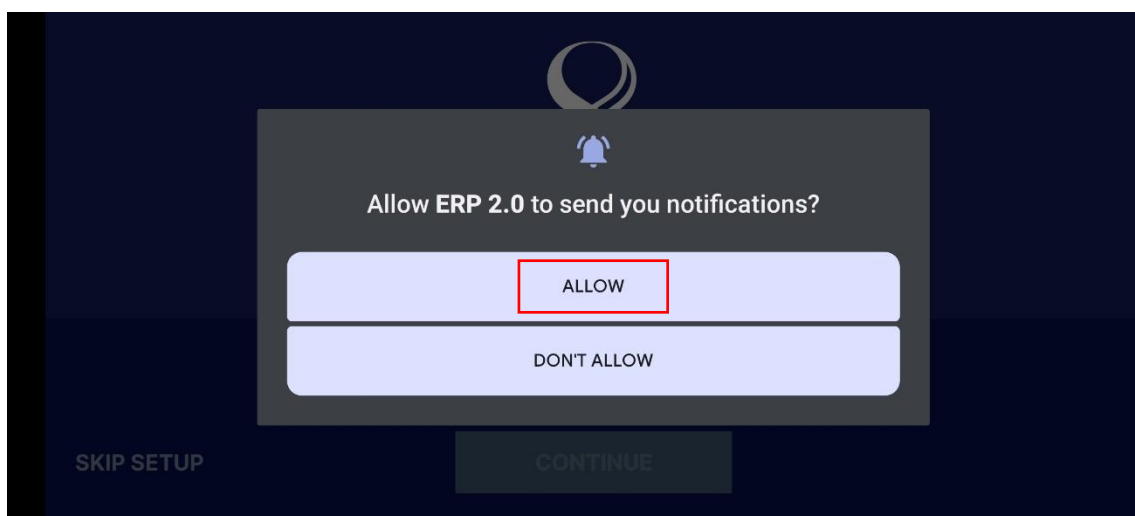 Allow ERP 2.0 to send you notifications?
ALLOW
DON'T ALLOW
SKIP SETUP
CONTINUE